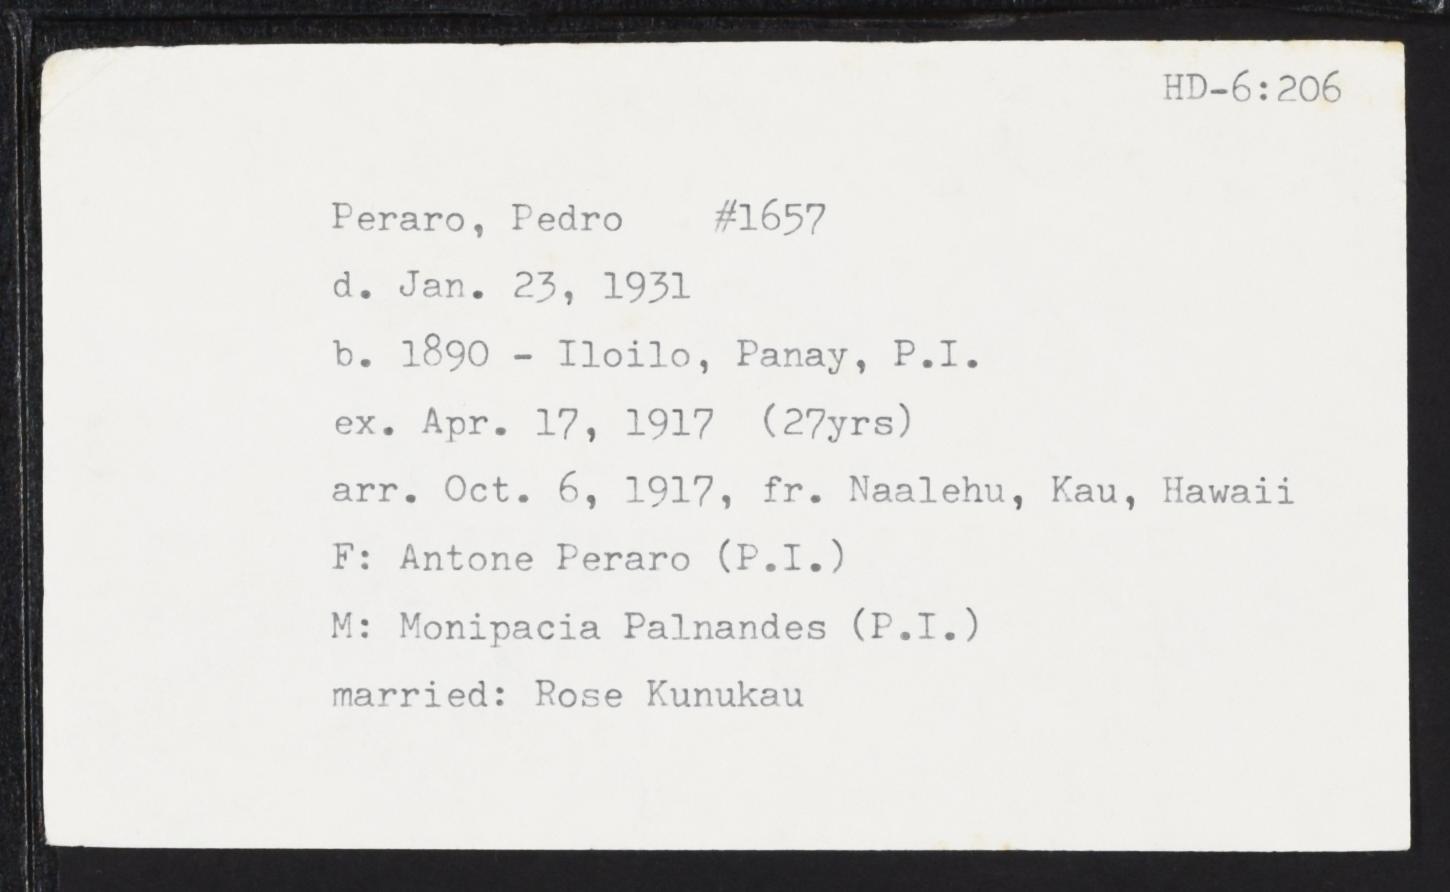 HD-6:206
Peraro, Pedro #1657
d. Jan. 23, 1931
b. 1890 - Iloilo, Panay, P.I.
ex. Apr. 17, 1917 (27yrs)
arr. Oct. 6, 1917, fr. Naalehu, Kau, Hawaii
F: Antone Peraro (P.I.)
M: Monipacia Palnandes (P.I.)
married: Rose Kunukau